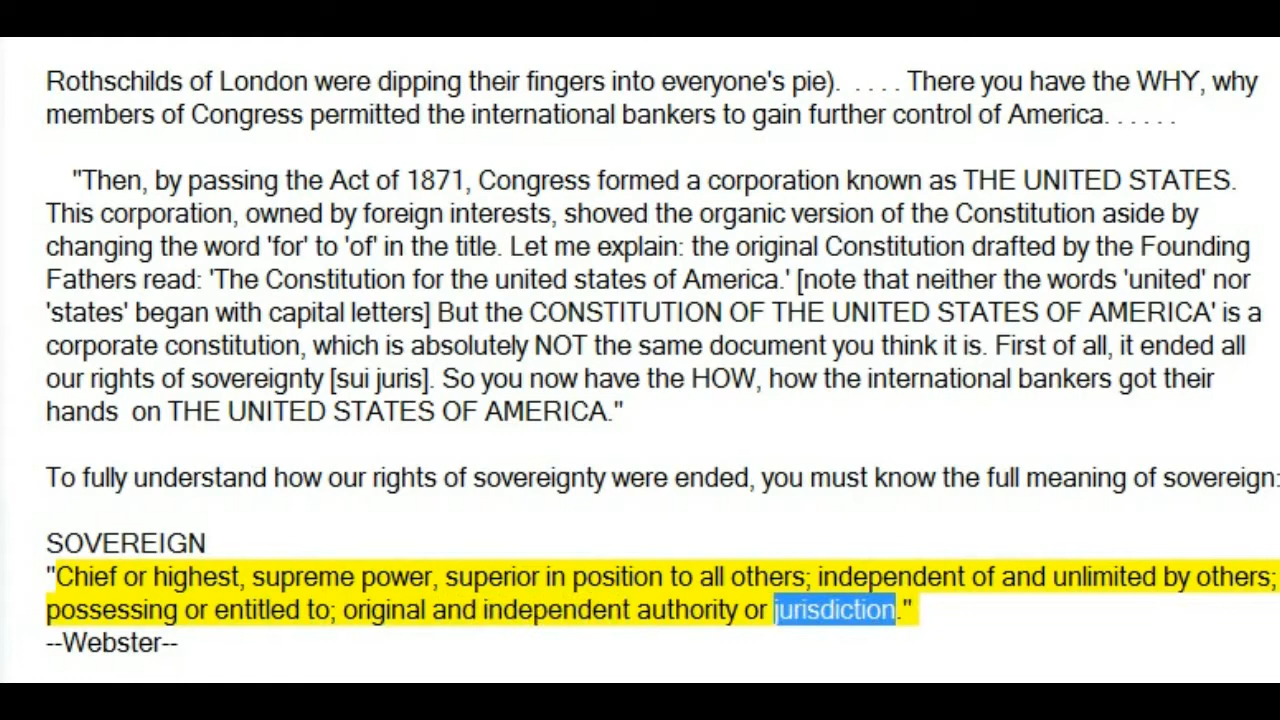 Rothschilds of London were dipping their fingers into everyone's pie). . . . . There you have the WHY, why
members of Congress permitted the international bankers to gain further control of America. . . . . .
"Then, by passing the Act of 1871, Congress formed a corporation known as THE UNITED STATES.
This corporation, owned by foreign interests, shoved the organic version of the Constitution aside by
changing the word 'for' to 'of' in the title. Let me explain: the original Constitution drafted by the Founding
Fathers read: 'The Constitution for the united states of America.' [note that neither the words 'united' nor
'states' began with capital letters] But the CONSTITUTION OF THE UNITED STATES OF AMERICA' is a
corporate constitution, which is absolutely NOT the same document you think it is. First of all, it ended all
our rights of sovereignty [sui juris]. So you now have the HOW, how the international bankers got their
hands on THE UNITED STATES OF AMERICA."
To fully understand how our rights of sovereignty were ended, you must know the full meaning of sovereign:
SOVEREIGN
"Chief or highest, supreme power, superior in position to all others; independent of and unlimited by others;
possessing or entitled to; original and independent authority or jurisdiction."
--Webster--